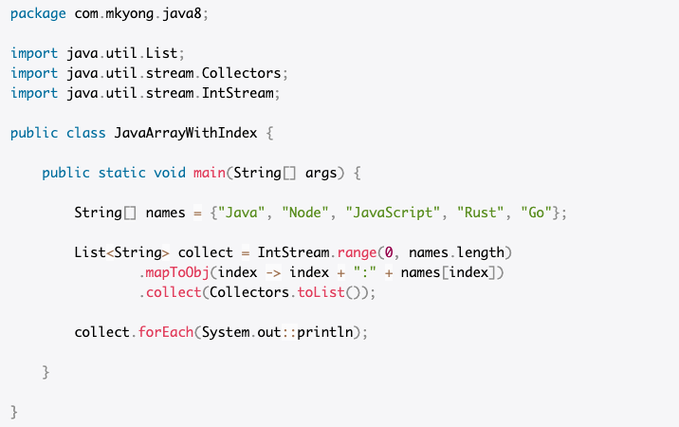 package com.mkyong.java8;
import java.util.List;
import java.util.stream.Collectors;
import java.util.stream.IntStream;
public class JavaArrayWithIndex {
public static void main(String[] args) {
String[] names = {"Java", "Node", "JavaScript", "Rust", "Go"};
List<String> collect = IntStream.range(0, names.length)
.mapToObj(index -> index + ":" + names[index])
.collect(Collectors.toList());
collect.forEach(System.out::println);
}
}